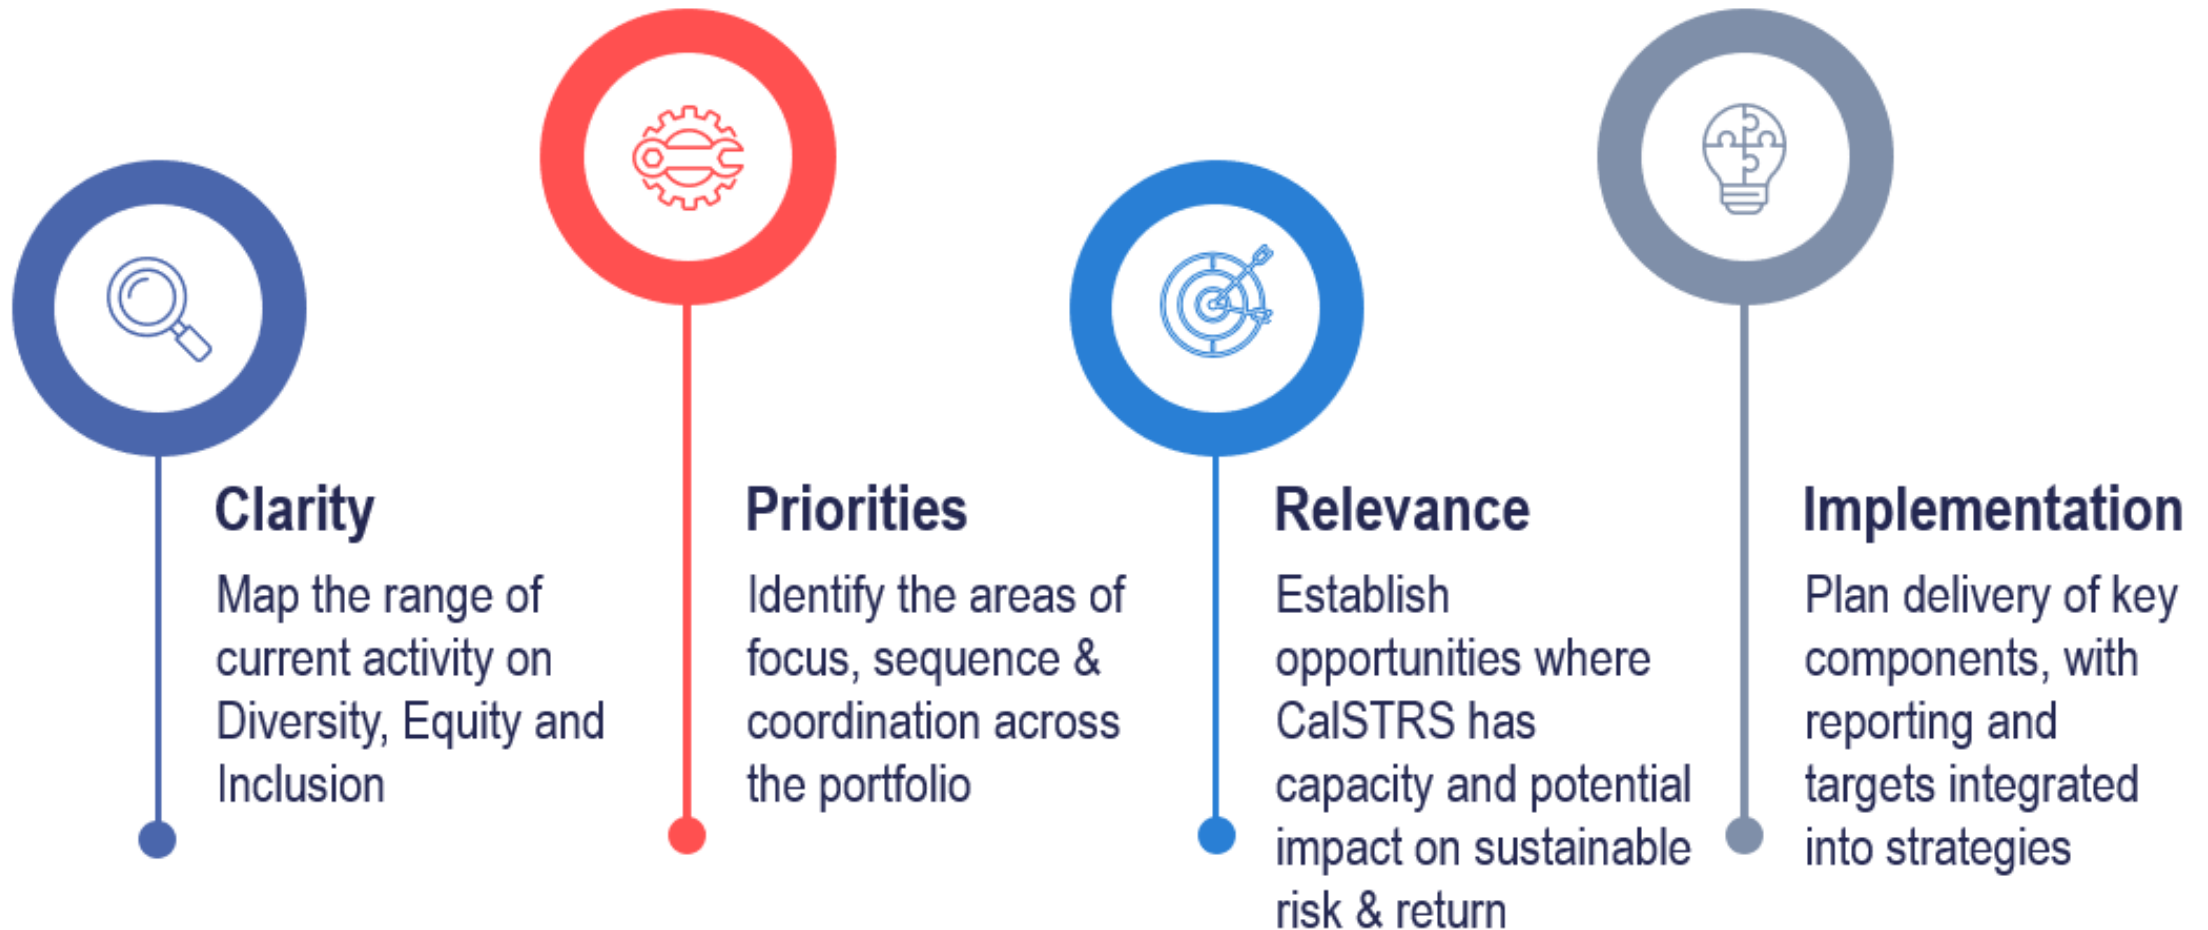 Clarity
Map the range of
current activity on
Diversity, Equity and
Inclusion
Priorities
Identify the areas of
focus, sequence &
coordination across
the portfolio
Relevance
Establish
opportunities where
CalSTRS has
capacity and potential
impact on sustainable
risk & return
Implementation
Plan delivery of key
components, with
reporting and
targets integrated
into strategies